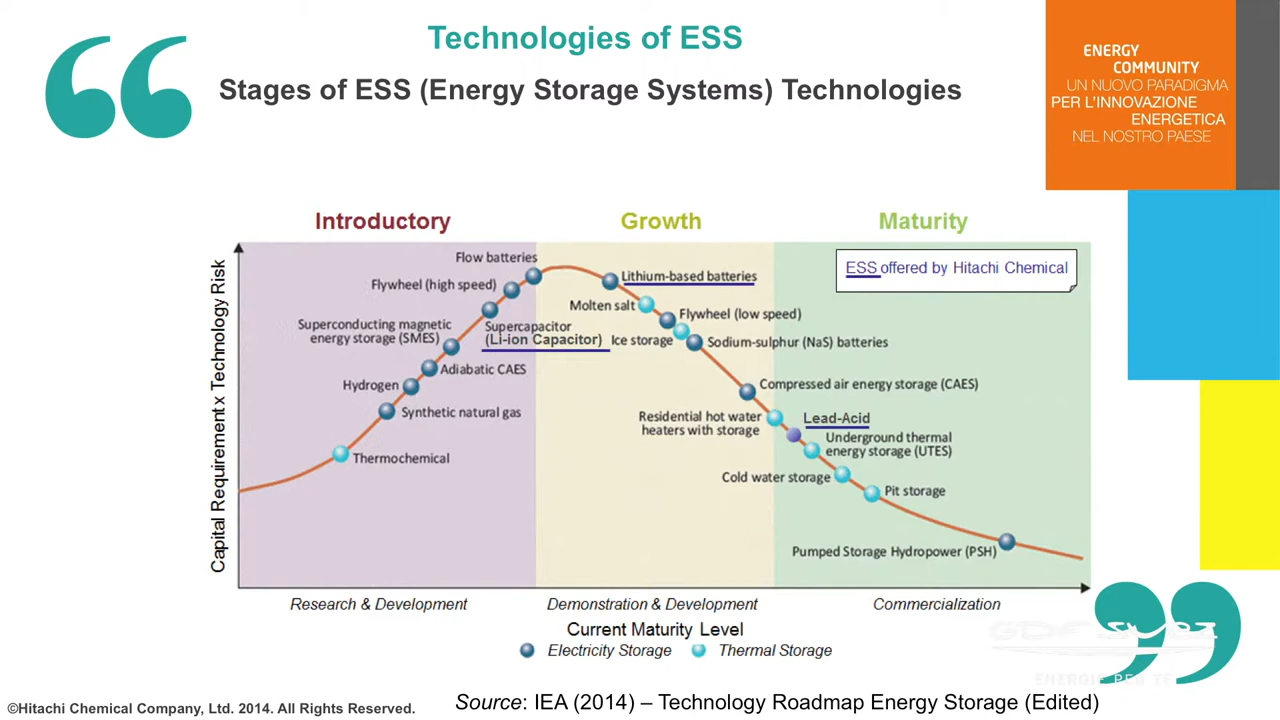 Technologies of ESS
Stages of ESS (Energy Storage Systems) Technologies
ENERGY
COMMUNITY
UN NUOVO PARADIGMA
PER L'INNOVAZIONE
ENERGETICA
NEL NOSTRO PAESE
Introductory
Growth
Maturity
ESS offered by Hitachi Chemical
Capital Requirementx Technology Risk
Flow batteries
Flywheel (high speed)
Superconducting magnetic
energy storage (SMES)
Supercapacitor
(Li-ion Capacitor)
Adiabatic CAES
Hydrogen
Synthetic natural gas
Thermochemical
Lithium-based batteries
Molten salt
Flywheel (low speed)
Ice storage
Sodium-sulphur (NaS) batteries
Compressed air energy storage (CAES)
Residential hot water
heaters with storage
Lead-Acid
Underground thermal
energy storage (UTES)
Cold water storage
Pit storage
Pumped Storage Hydropower (PSH)
Research & Development
Demonstration & Development
Commercialization
Current Maturity Level
Electricity Storage
Thermal Storage
GDF SUEZ
ENERGIE PER TE
©Hitachi Chemical Company, Ltd. 2014. All Rights Reserved.
Source: IEA (2014) – Technology Roadmap Energy Storage (Edited)